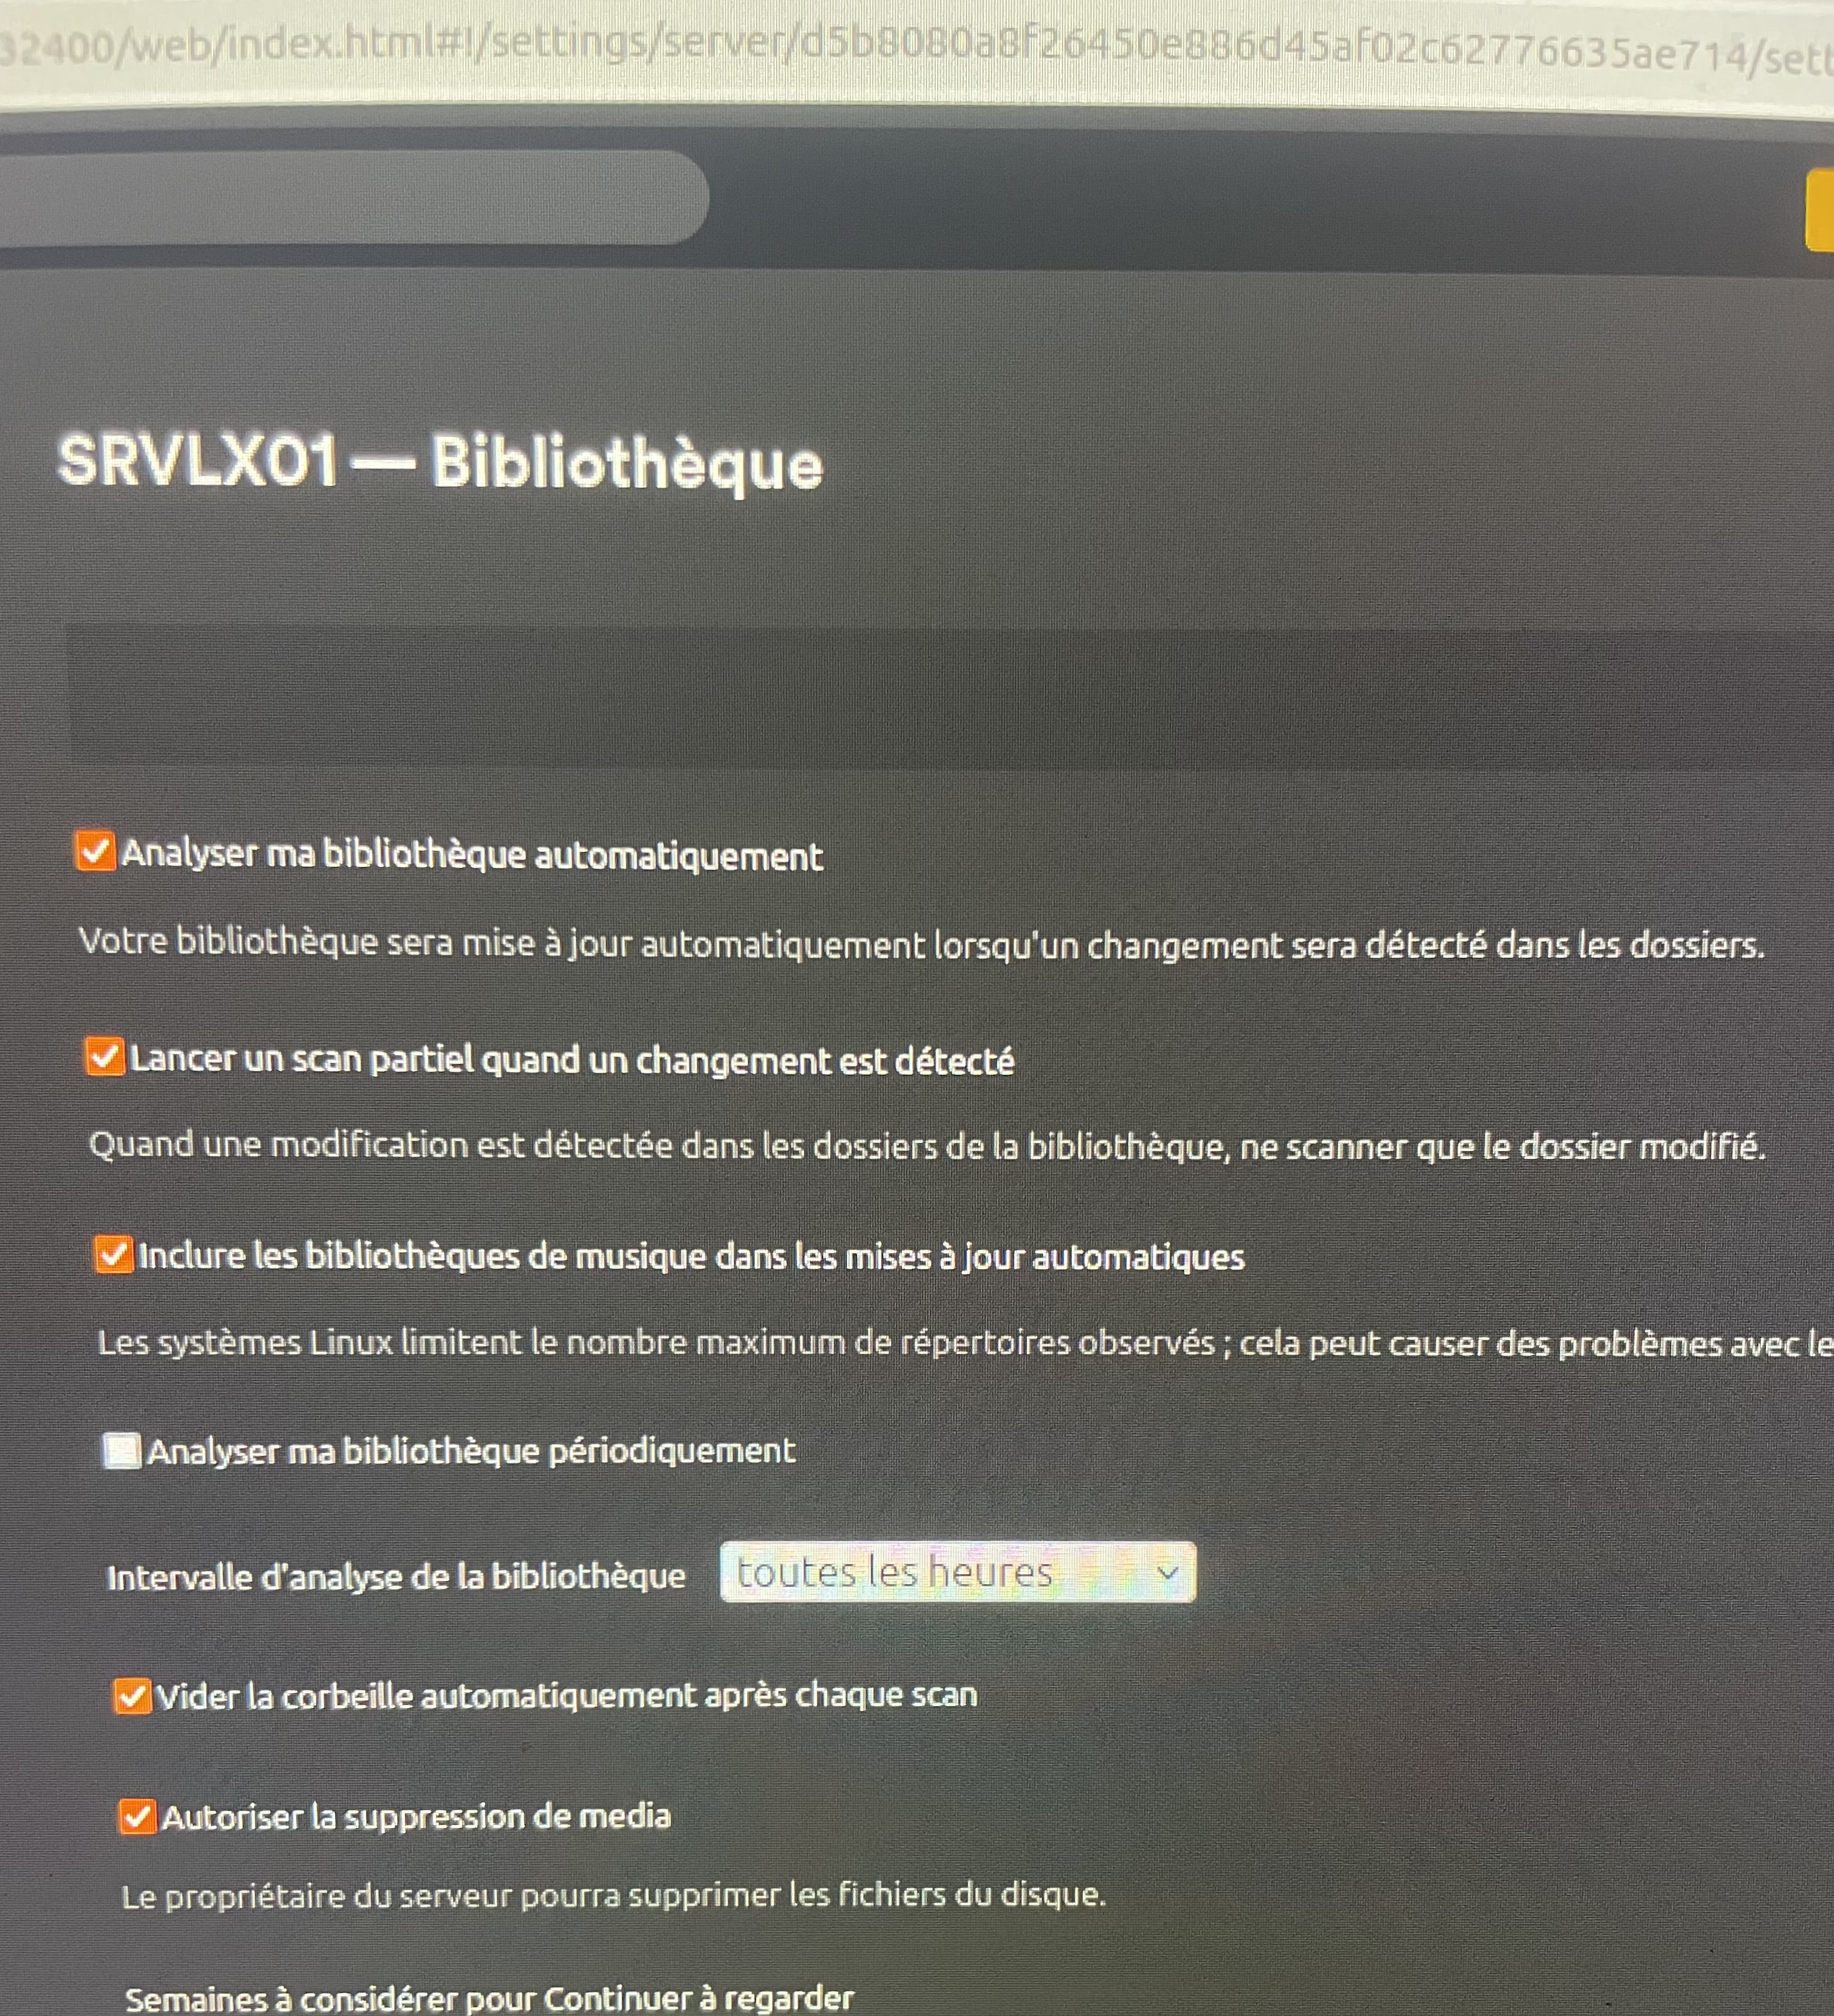 32400/web/index.html#!/settings/server/d5b8080a8f26450e886d45af02c62776635ae714/sett
SRVLX01 — Bibliothèque
Analyser ma bibliothèque automatiquement
Votre bibliothèque sera mise à jour automatiquement lorsqu'un changement sera détecté dans les dossiers.
Lancer un scan partiel quand un changement est détecté
Quand une modification est détectée dans les dossiers de la bibliothèque, ne scanner que le dossier modifié.
Inclure les bibliothèques de musique dans les mises à jour automatiques
Les systèmes Linux limitent le nombre maximum de répertoires observés ; cela peut causer des problèmes avec le
Analyser ma bibliothèque périodiquement
Intervalle d'analyse de la bibliothèque toutes les heures
Vider la corbeille automatiquement après chaque scan
Autoriser la suppression de media
Le propriétaire du serveur pourra supprimer les fichiers du disque.
Semaines à considérer pour Continuer à regarder